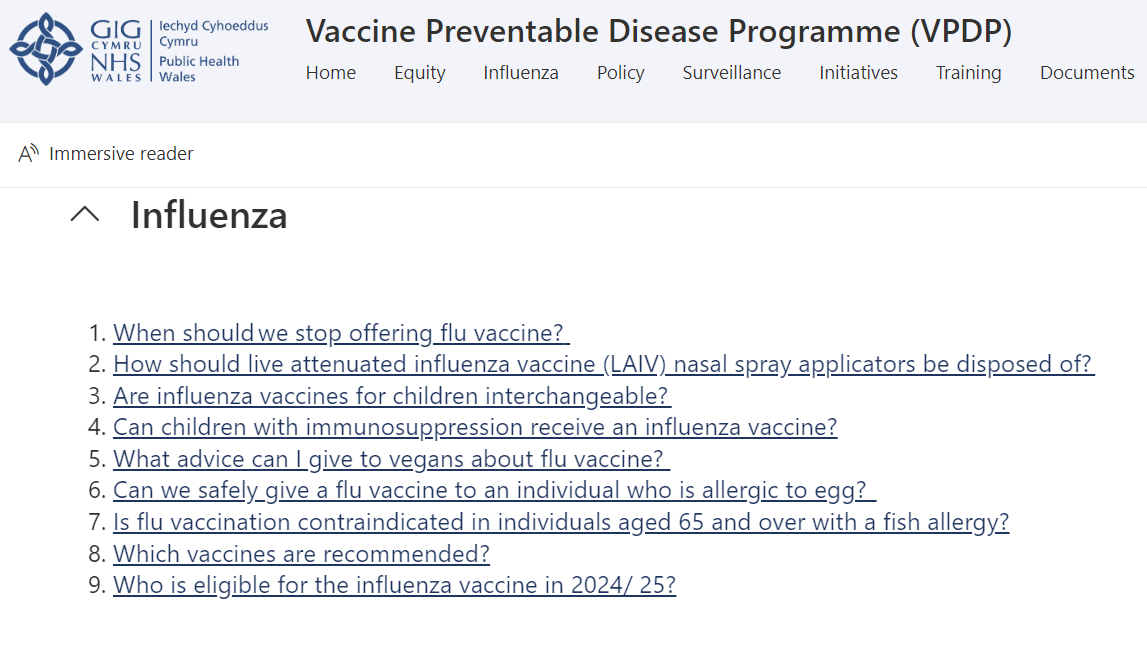 GIG
CYMRU
NHS
WALES
Iechyd Cyhoeddus
Cymru
Public Health
Wales
Vaccine Preventable Disease Programme (VPDP)
Home Equity Influenza Policy Surveillance Initiatives Training Documents
Immersive reader
Influenza
1. When should we stop offering flu vaccine?
2. How should live attenuated influenza vaccine (LAIV) nasal spray applicators be disposed of?
3. Are influenza vaccines for children interchangeable?
4. Can children with immunosuppression receive an influenza vaccine?
5. What advice can I give to vegans about flu vaccine?
6. Can we safely give a flu vaccine to an individual who is allergic to egg?
7. Is flu vaccination contraindicated in individuals aged 65 and over with a fish allergy?
8. Which vaccines are recommended?
9. Who is eligible for the influenza vaccine in 2024/ 25?